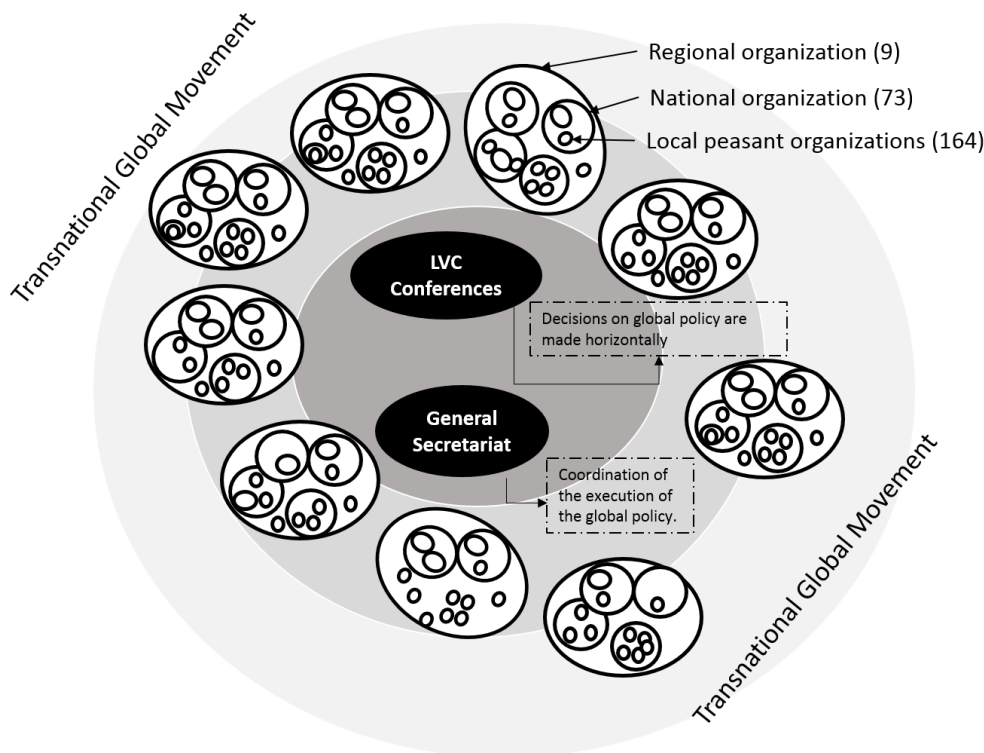 Transnational Global Movement
Regional organization (9)
National organization (73)
Local peasant organizations (164)
LVC
Conferences
Decisions on global policy are
made horizontally
General
Secretariat
Coordination of
the execution of
the global policy.
Transnational Global Movement